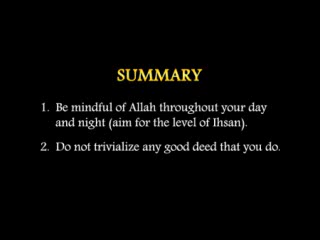 SUMMARY
1. Be mindful of Allah throughout your day
and night (aim for the level of Ihsan).
2. Do not trivialize any good deed that you do.